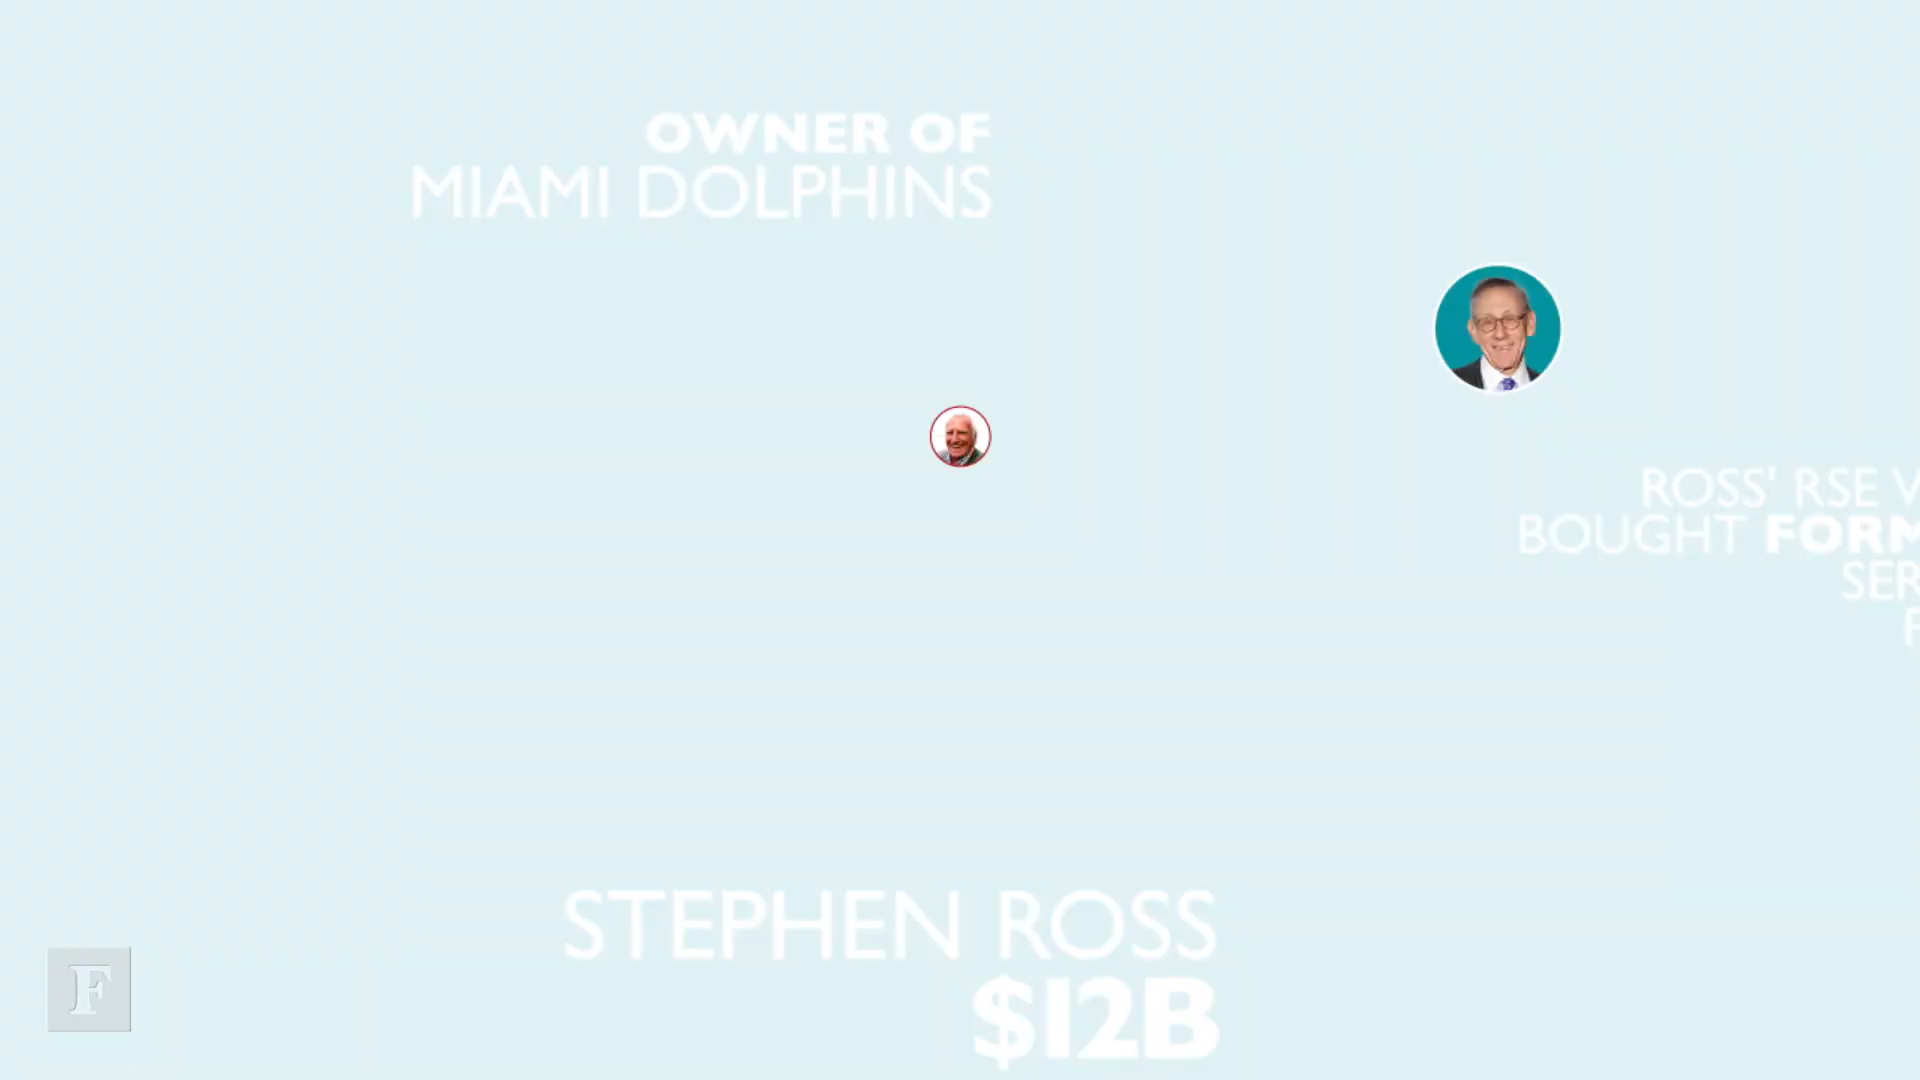 OWNER OF
MIAMI DOLPHINS
ROSS' RSE
BOUGHT
STEPHEN ROSS
$12B
F